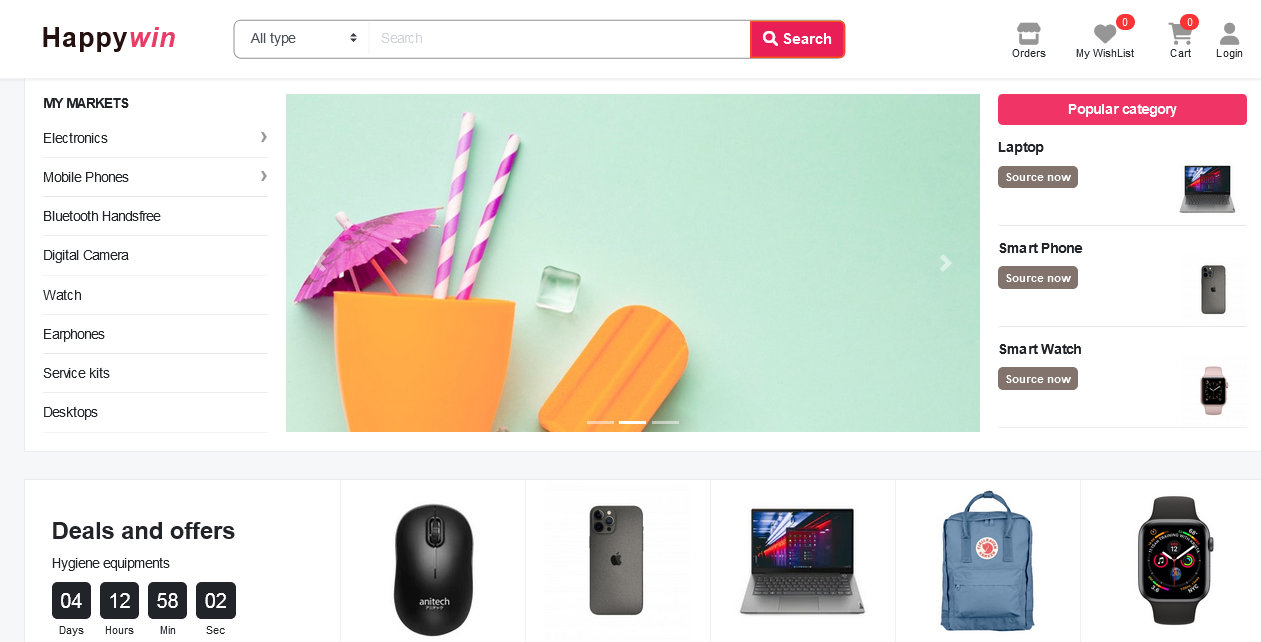 Happywin
All type
Search
Search
Orders
0
My WishList
0
Cart
Login
MY MARKETS
Electronics
Mobile Phones
Bluetooth Handsfree
Digital Camera
Watch
Earphones
Service kits
Desktops
Popular category
Laptop
Source now
Smart Phone
Source now
Smart Watch
Source now
Deals and offers
Hygiene equipments
04 12 58 02
Days Hours Min Sec
anitech